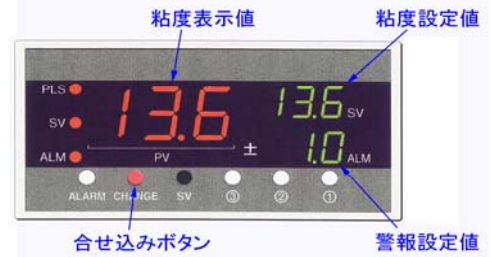 粘度表示値 粘度設定値
PLS 13.6 13.6 SV
SV
ALM PV ± 1.0 ALM
ALARM CHANGE SV ③ ② ①
合せ込みボタン 警報設定値